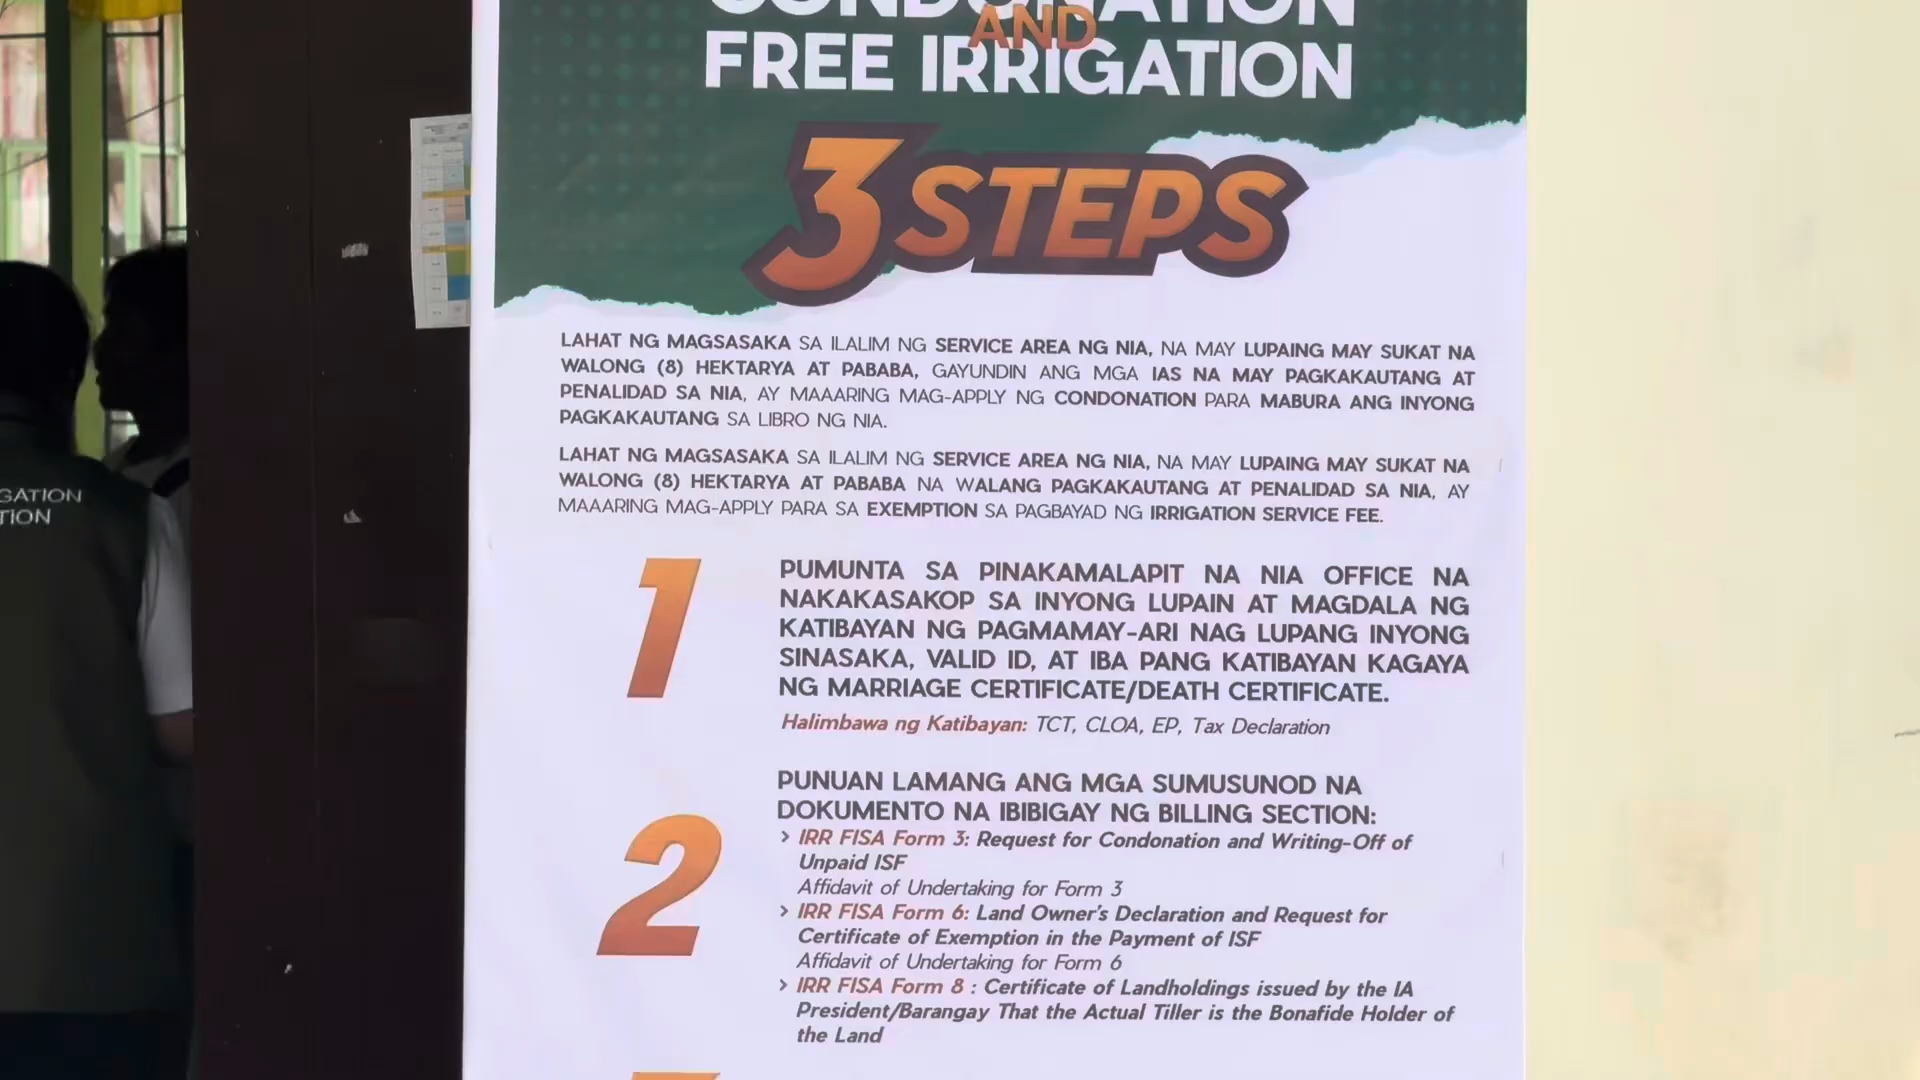 CONDONATION
AND
FREE IRRIGATION
3 STEPS
LAHAT NG MAGSASAKA SA ILALIM NG SERVICE AREA NG NIA, NA MAY LUPAING MAY SUKAT NA
WALONG (8) HEKTARYA AT PABABA, GAYUNDIN ANG MGA IAS NA MAY PAGKAKAUTANG AT
PENALIDAD SA NIA, AY MAAARING MAG-APPLY NG CONDONATION PARA MABURA ANG INYONG
PAGKAKAUTANG SA LIBRO NG NIA.
LAHAT NG MAGSASAKA SA ILALIM NG SERVICE AREA NG NIA, NA MAY LUPAING MAY SUKAT NA
WALONG (8) HEKTARYA AT PABABA NA WALANG PAGKAKAUTANG AT PENALIDAD SA NIA, AY
MAAARING MAG-APPLY PARA SA EXEMPTION SA PAGBAYAD NG IRRIGATION SERVICE FEE.
1
PUMUNTA SA PINAKAMALAPIT NA NIA OFFICE NA
NAKAKASAKOP SA INYONG LUPAIN AT MAGDALA NG
KATIBAYAN NG PAGMAMAY-ARI NAG LUPANG INYONG
SINASAKA, VALID ID, AT IBA PANG KATIBAYAN KAGAYA
NG MARRIAGE CERTIFICATE/DEATH CERTIFICATE.
Halimbawa ng Katibayan: TCT, CLOA, EP, Tax Declaration
2
PUNUAN LAMANG ANG MGA SUMUSUNOD NA
DOKUMENTO NA IBIBIGAY NG BILLING SECTION:
> IRR FISA Form 3: Request for Condonation and Writing-Off of
Unpaid ISF
Affidavit of Undertaking for Form 3
> IRR FISA Form 6: Land Owner's Declaration and Request for
Certificate of Exemption in the Payment of ISF
Affidavit of Undertaking for Form 6
> IRR FISA Form 8 : Certificate of Landholdings issued by the IA
President/Barangay That the Actual Tiller is the Bonafide Holder of
the Land
GATION
TION